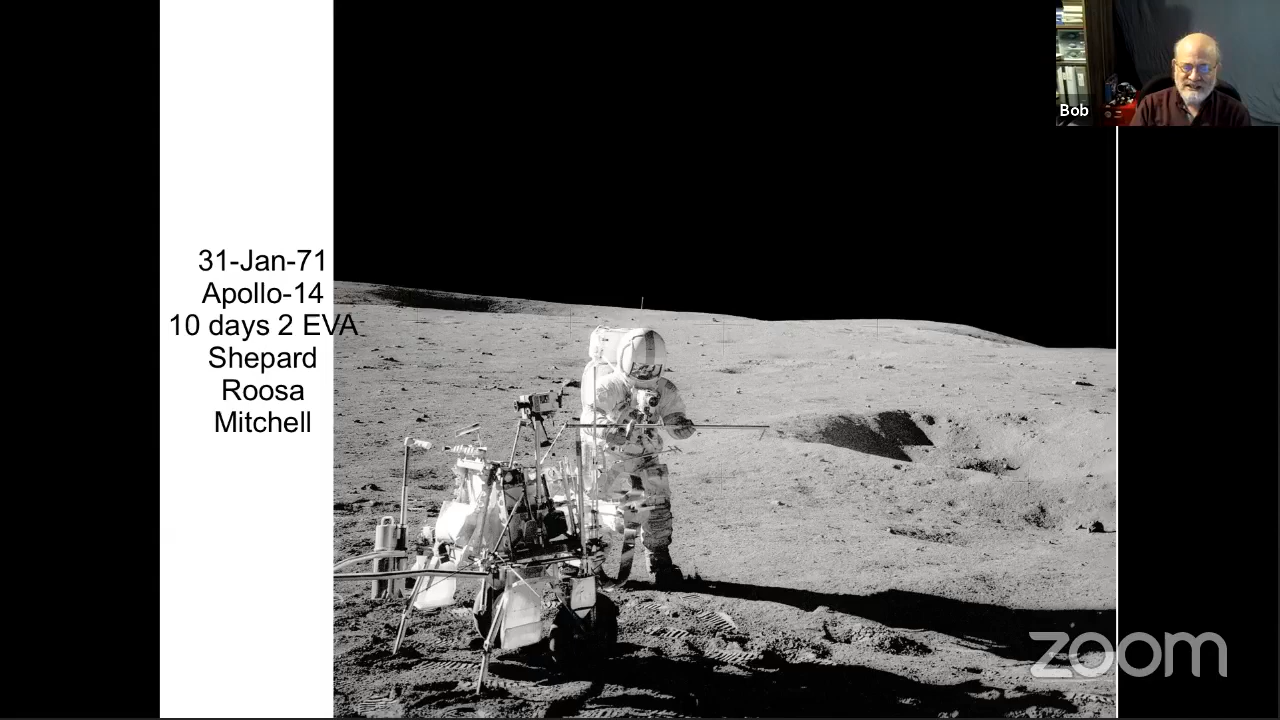 31-Jan-71
Apollo-14
10 days 2 EVA
Shepard
Roosa
Mitchell
Bob
zoom